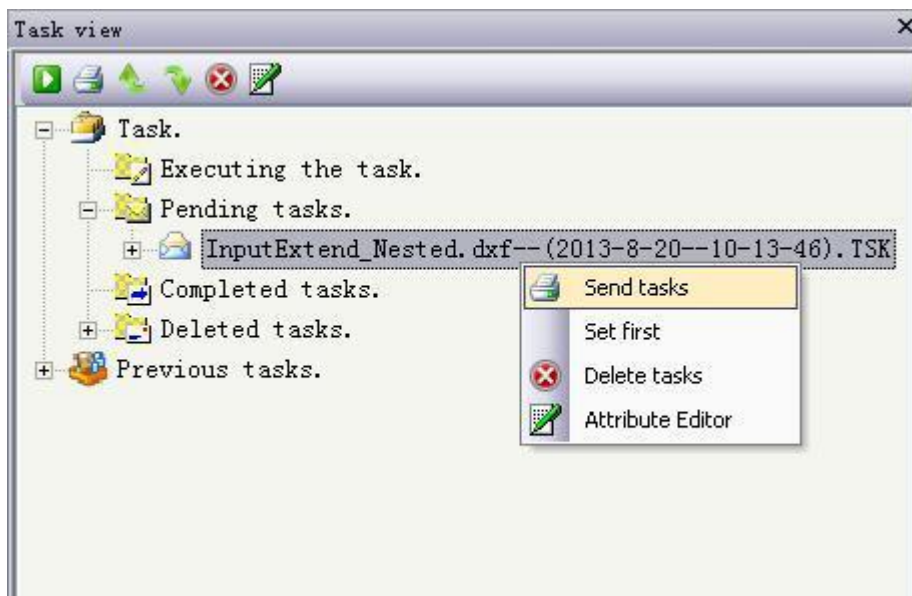 Task view
Task.
Executing the task.
Pending tasks.
InputExtend_Nested.dxf--(2013-8-20--10-13-46).TSK
Send tasks
Completed tasks.
Set first
Deleted tasks.
Previous tasks.
Delete tasks
Attribute Editor